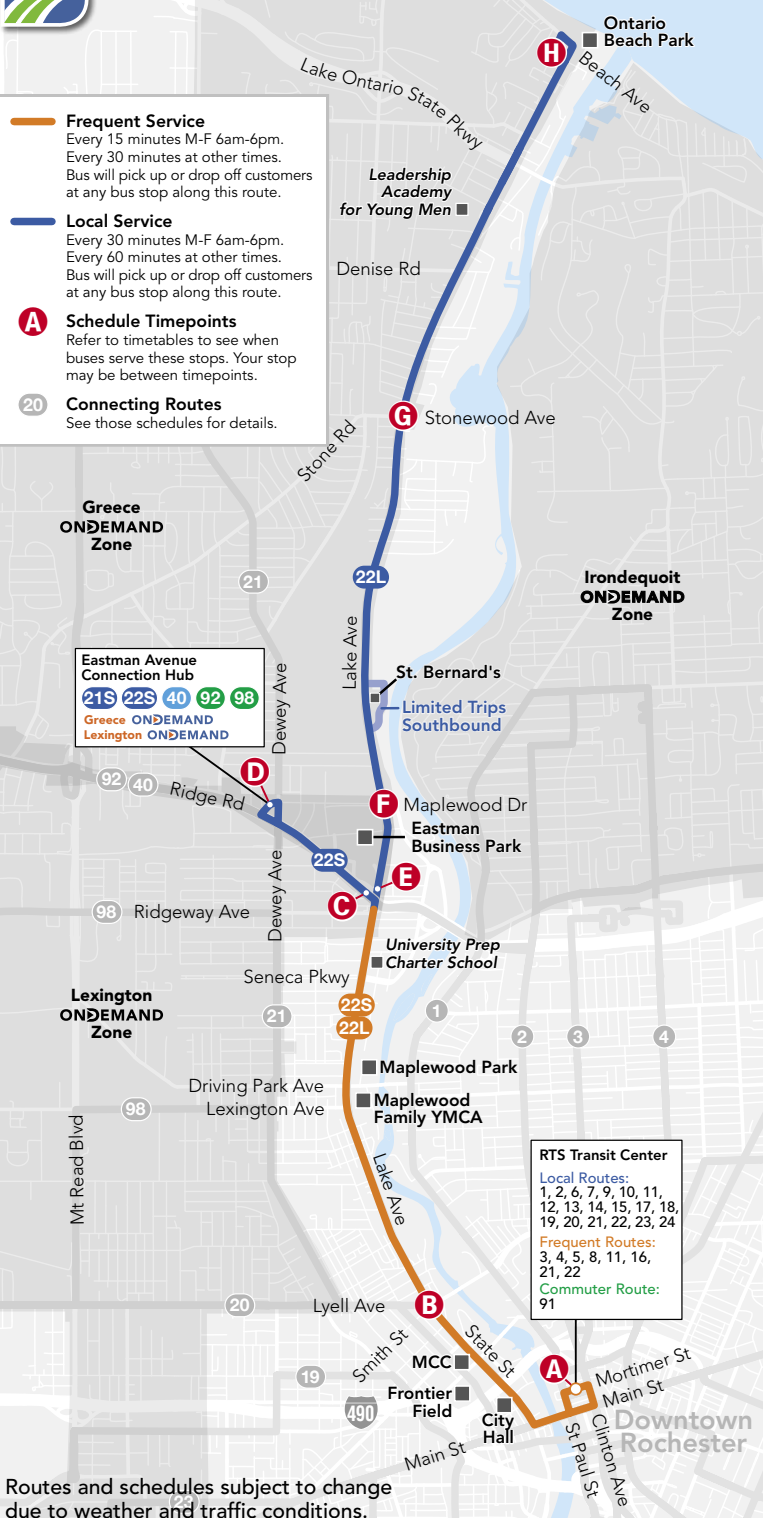 Ontario
Beach Park
H
Beach Ave
Lake Ontario State Pkwy
Frequent Service
Every 15 minutes M-F 6am-6pm.
Every 30 minutes at other times.
Bus will pick up or drop off customers
at any bus stop along this route.
Local Service
Every 30 minutes M-F 6am-6pm.
Every 60 minutes at other times.
Bus will pick up or drop off customers
at any bus stop along this route.
A
Schedule Timepoints
Refer to timetables to see when
buses serve these stops. Your stop
may be between timepoints.
20
Connecting Routes
See those schedules for details.
Leadership
Academy
for Young Men
Denise Rd
G
Stonewood Ave
Stone Rd
Greece
ONDEMAND
Zone
21
22L
Irondequoit
ONDEMAND
Zone
Lake Ave
Eastman Avenue
Connection Hub
21S 22S 40 92 98
Greece ONDEMAND
Lexington ONDEMAND
Dewey Ave
St. Bernard's
Limited Trips
Southbound
D
92
40
Ridge Rd
F
Maplewood Dr
Eastman
Business Park
22S
Dewey Ave
E
C
98
Ridgeway Ave
University Prep
Charter School
Seneca Pkwy
Lexington
ONDEMAND
Zone
22S
22L
21
1
2
3
4
Maplewood Park
Driving Park Ave
Lexington Ave
98
Maplewood
Family YMCA
Mt Read Blvd
Lake Ave
RTS Transit Center
Local Routes:
1, 2, 6, 7, 9, 10, 11,
12, 13, 14, 15, 17, 18,
19, 20, 21, 22, 23, 24
Frequent Routes:
3, 4, 5, 8, 11, 16,
21, 22
Commuter Route:
91
20
Lyell Ave
B
State St
Smith St
MCC
19
Frontier
Field
490
City
Hall
A
Mortimer St
Main St
Main St
St Paul St
Clinton Ave
Downtown
Rochester
23
Routes and schedules subject to change
due to weather and traffic conditions.